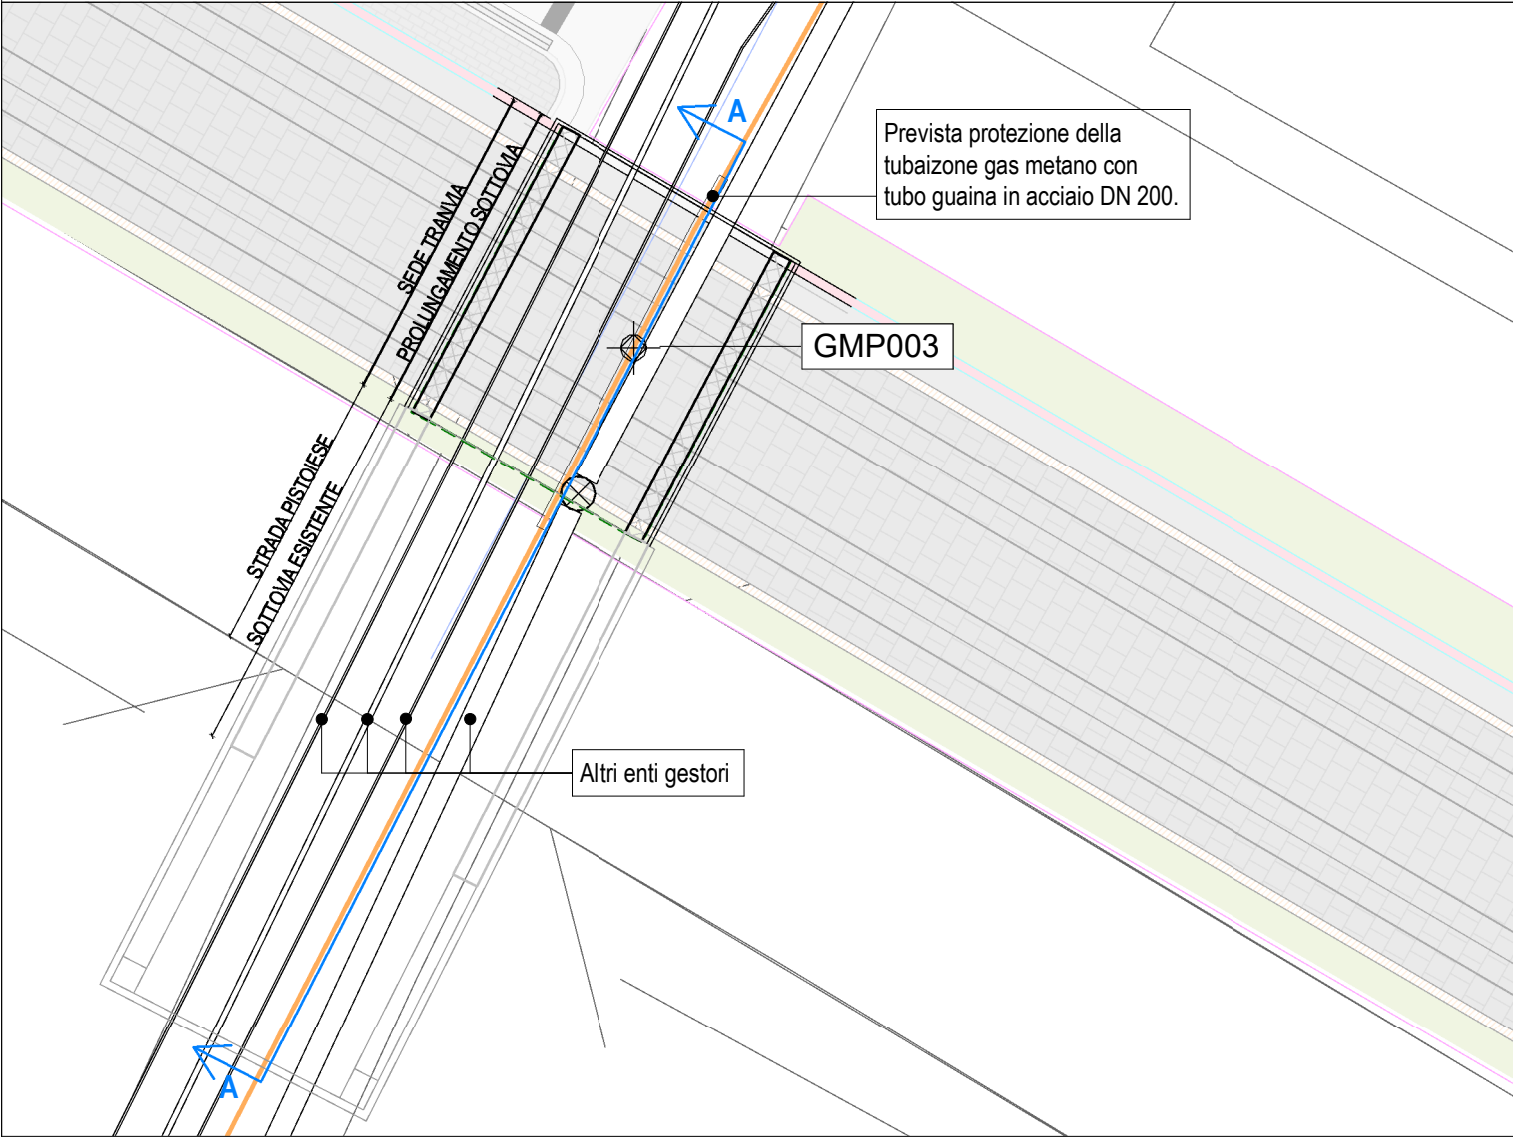 A
Prevista protezione della
tubaizone gas metano con
tubo guaina in acciaio DN 200.
SEDE TRANVIA
PROLUNGAMENTO SOTTOVIA
GMP003
STRADA PISTOIESE
SOTTOVIA ESISTENTE
Altri enti gestori
A